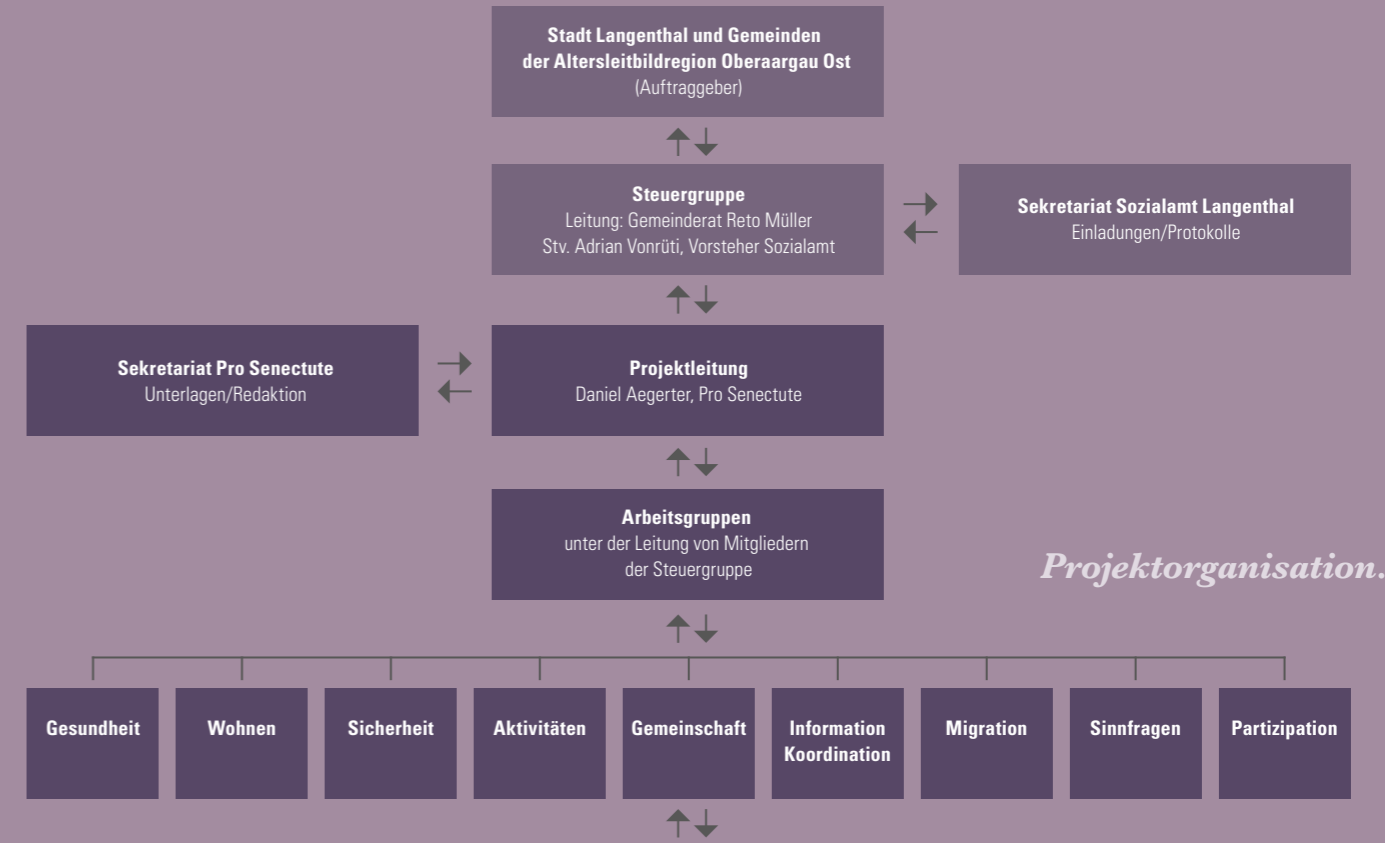 Stadt Langenthal und Gemeinden
der Altersleitbildregion Oberaargau Ost
(Auftraggeber)
Steuergruppe
Leitung: Gemeinderat Reto Müller
Stv. Adrian Vonrüti, Vorsteher Sozialamt
Sekretariat Sozialamt Langenthal
Einladungen/Protokolle
Sekretariat Pro Senectute
Unterlagen/Redaktion
Projektleitung
Daniel Aegerter, Pro Senectute
Arbeitsgruppen
unter der Leitung von Mitgliedern
der Steuergruppe
Projektorganisation.
Gesundheit
Wohnen
Sicherheit
Aktivitäten
Gemeinschaft
Information
Koordination
Migration
Sinnfragen
Partizipation